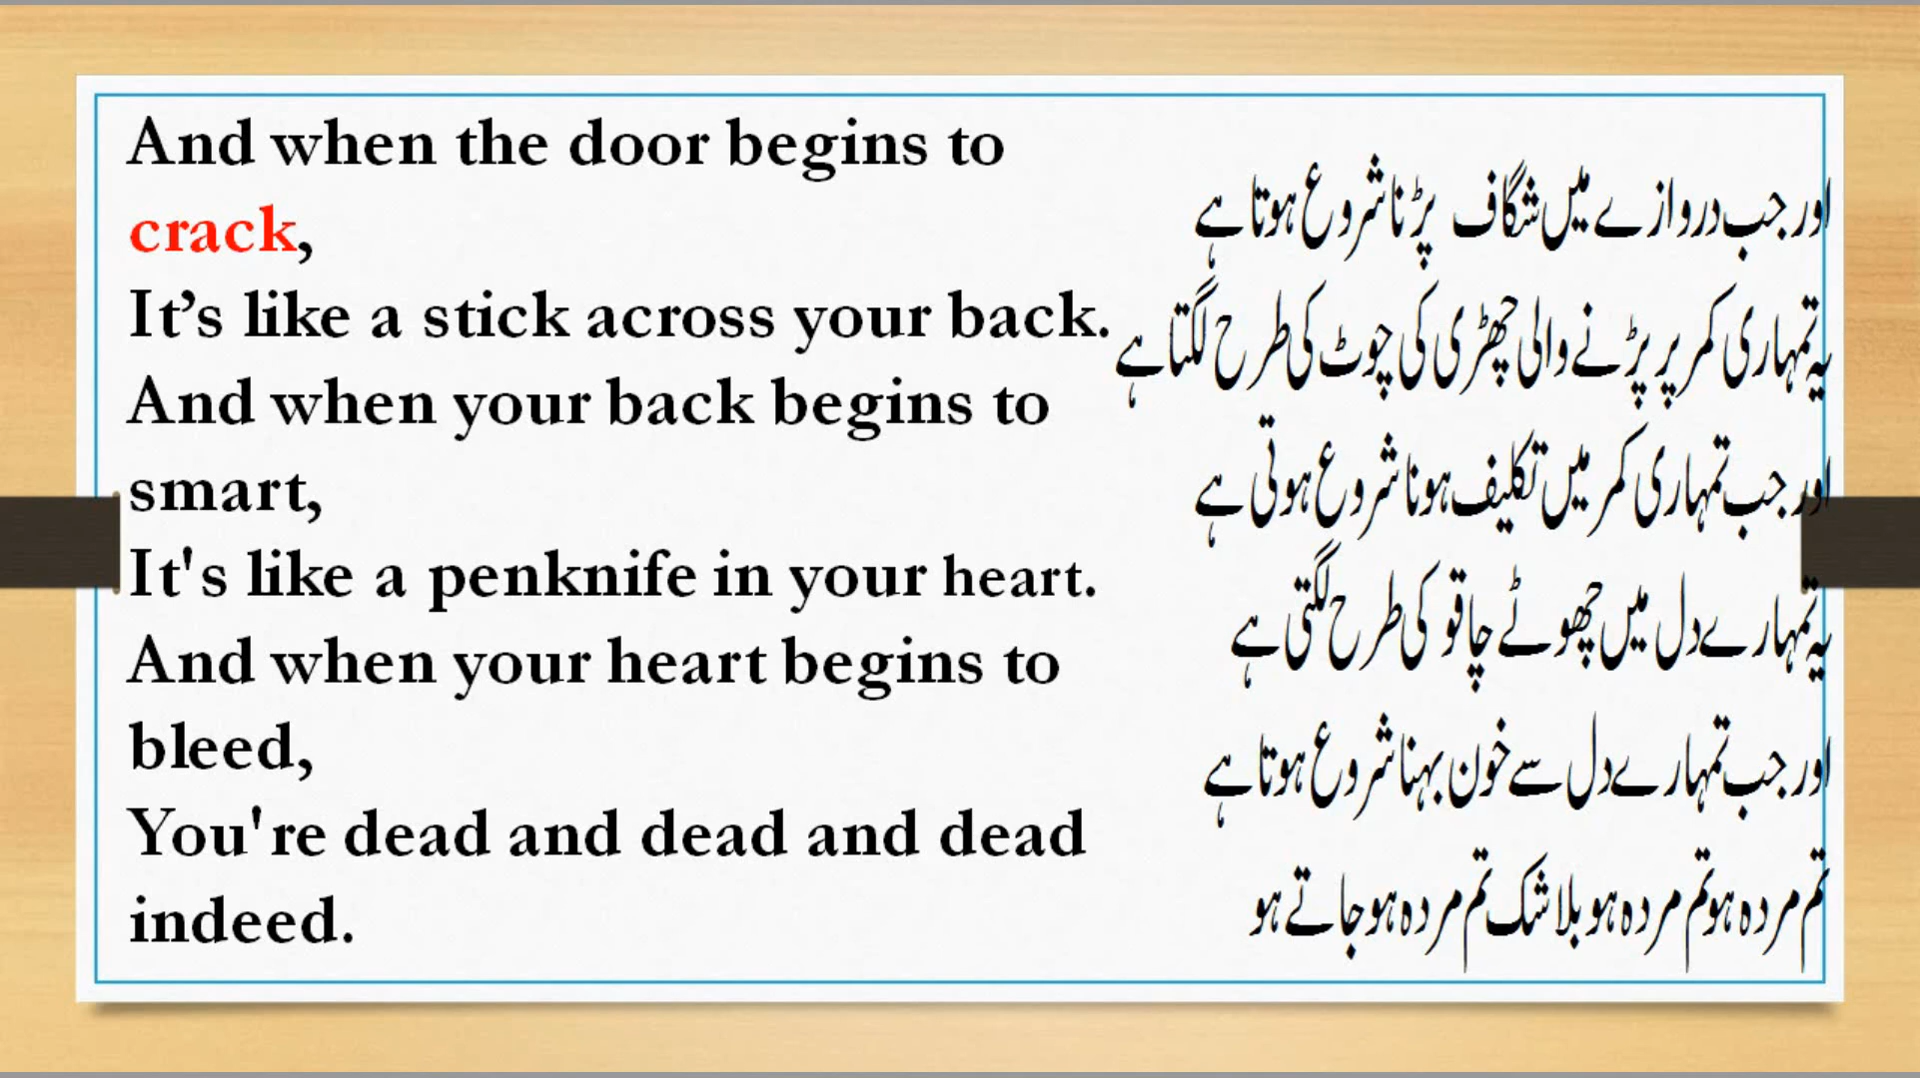 And when the door begins to
crack,
It’s like a stick across your back.
And when your back begins to
smart,
It's like a penknife in your heart.
And when your heart begins to
bleed,
You're dead and dead and dead
indeed.
اور جب دروازے میں شگاف پڑنا شروع ہوتا ہے
یہ تمہاری کمر پر پڑنے والی چھڑی کی چوٹ کی طرح لگتا ہے
اور جب تمہاری کمر میں تکلیف ہونا شروع ہوتی ہے
یہ تمہارے دل میں چھوٹے چاقو کی طرح لگتی ہے
اور جب تمہارے دل سے خون بہنا شروع ہوتا ہے
تم مردہ ہو تم مردہ ہو بلا شک تم مردہ ہو جاتے ہو